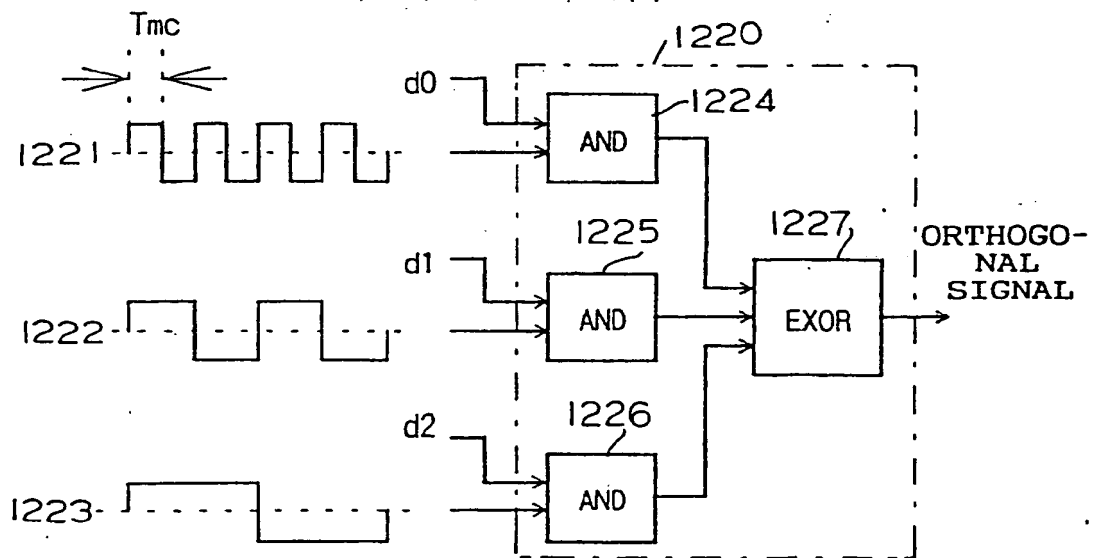 Tmc
1220
d0
1224
AND
1221
1225
1227
ORTHOGO-
NAL
SIGNAL
d1
1222
AND
EXOR
d2
1226
1223
AND